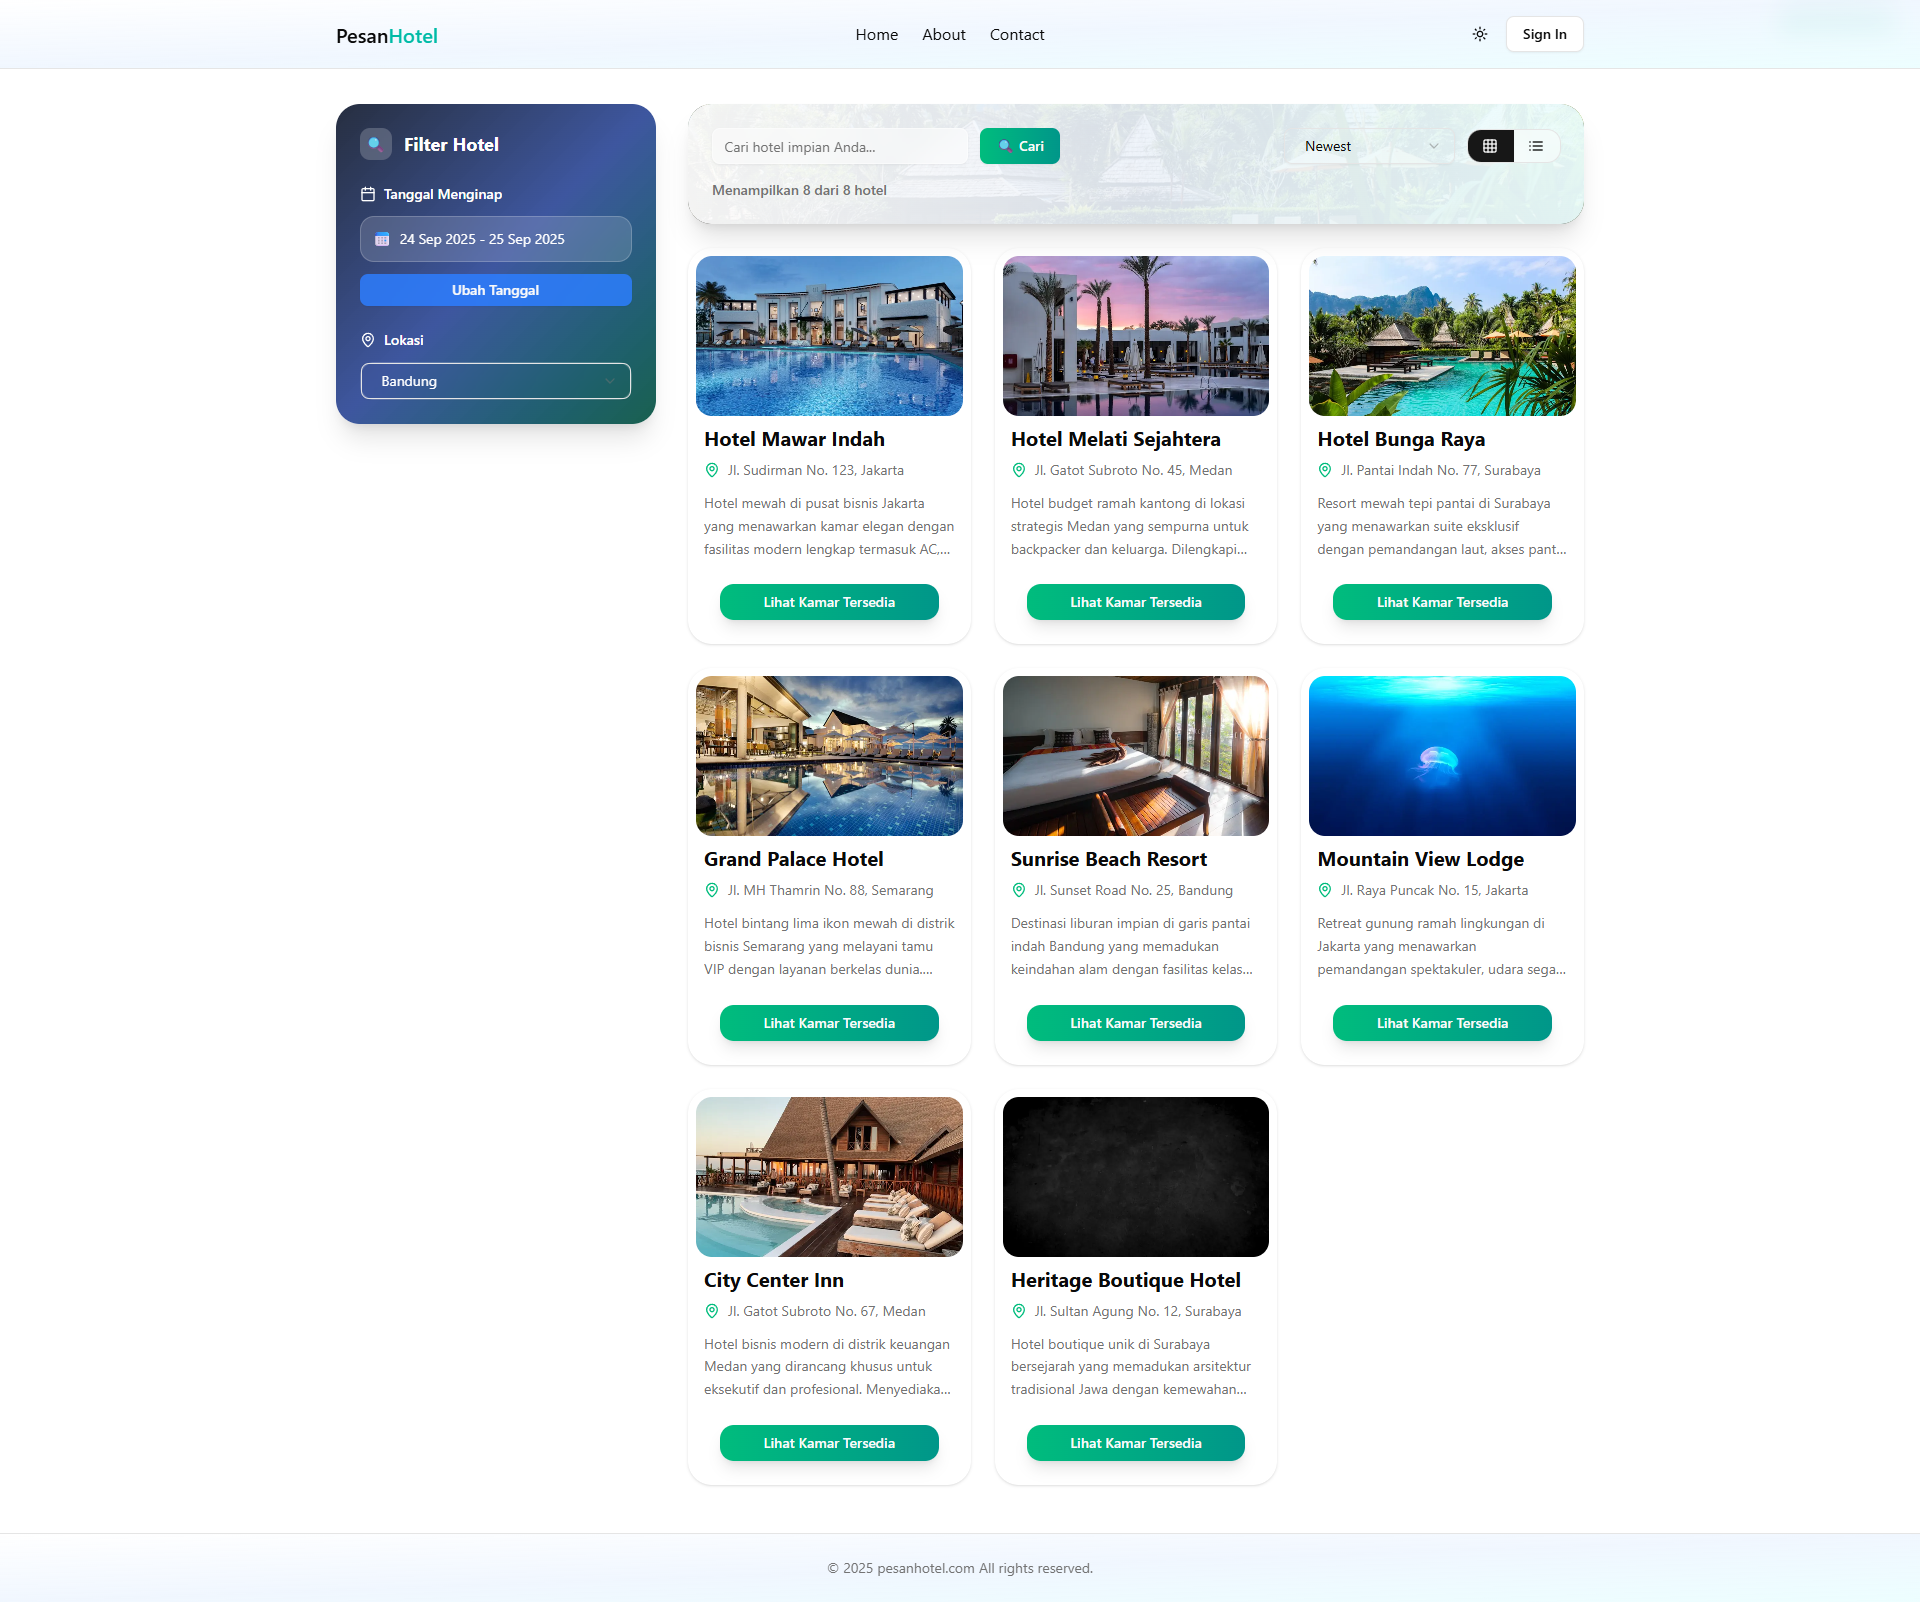 PesanHotel
Home
About
Contact
Sign In
Filter Hotel
Tanggal Menginap
24 Sep 2025 - 25 Sep 2025
Ubah Tanggal
Lokasi
Bandung
Cari hotel impian Anda...
Cari
Newest
Menampilkan 8 dari 8 hotel
Hotel Mawar Indah
Jl. Sudirman No. 123, Jakarta
Hotel mewah di pusat bisnis Jakarta
yang menawarkan kamar elegan dengan
fasilitas modern lengkap termasuk AC,...
Lihat Kamar Tersedia
Hotel Melati Sejahtera
Jl. Gatot Subroto No. 45, Medan
Hotel budget ramah kantong di lokasi
strategis Medan yang sempurna untuk
backpacker dan keluarga. Dilengkapi...
Lihat Kamar Tersedia
Hotel Bunga Raya
Jl. Pantai Indah No. 77, Surabaya
Resort mewah tepi pantai di Surabaya
yang menawarkan suite eksklusif
dengan pemandangan laut, akses pant...
Lihat Kamar Tersedia
Grand Palace Hotel
Jl. MH Thamrin No. 88, Semarang
Hotel bintang lima ikon mewah di distrik
bisnis Semarang yang melayani tamu
VIP dengan layanan berkelas dunia....
Lihat Kamar Tersedia
Sunrise Beach Resort
Jl. Sunset Road No. 25, Bandung
Destinasi liburan impian di garis pantai
indah Bandung yang memadukan
keindahan alam dengan fasilitas kelas...
Lihat Kamar Tersedia
Mountain View Lodge
Jl. Raya Puncak No. 15, Jakarta
Retreat gunung ramah lingkungan di
Jakarta yang menawarkan
pemandangan spektakuler, udara sega...
Lihat Kamar Tersedia
City Center Inn
Jl. Gatot Subroto No. 67, Medan
Hotel bisnis modern di distrik keuangan
Medan yang dirancang khusus untuk
eksekutif dan profesional. Menyediaka...
Lihat Kamar Tersedia
Heritage Boutique Hotel
Jl. Sultan Agung No. 12, Surabaya
Hotel boutique unik di Surabaya
bersejarah yang memadukan arsitektur
tradisional Jawa dengan kemewahan...
Lihat Kamar Tersedia
© 2025 pesanhotel.com All rights reserved.